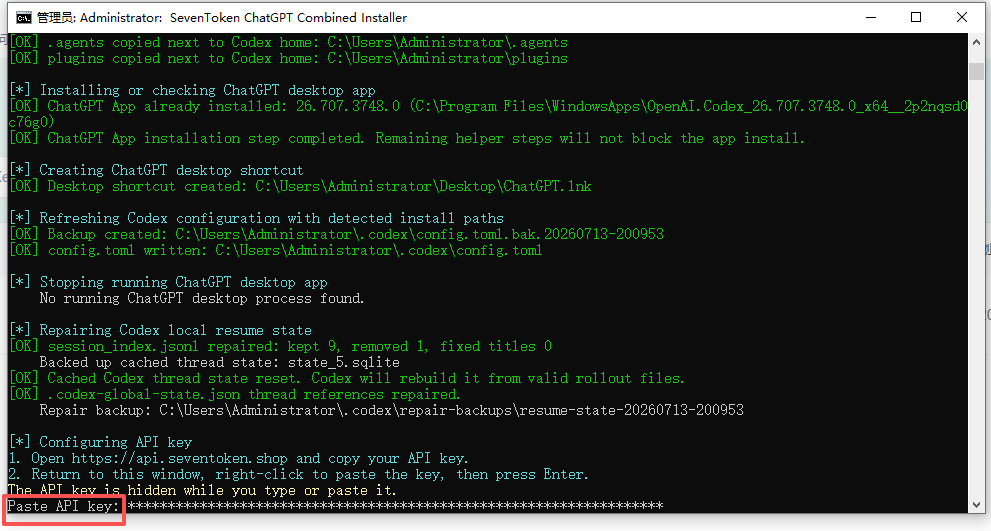 管理员: Administrator:  SevenToken ChatGPT Combined Installer
[OK] .agents copied next to Codex home: C:\Users\Administrator\.agents
[OK] plugins copied next to Codex home: C:\Users\Administrator\plugins
[*] Installing or checking ChatGPT desktop app
[OK] ChatGPT App already installed: 26.707.3748.0 (C:\Program Files\WindowsApps\OpenAI.Codex_26.707.3748.0_x64__2p2nqsd0
c76g0)
[OK] ChatGPT App installation step completed. Remaining helper steps will not block the app install.
[*] Creating ChatGPT desktop shortcut
[OK] Desktop shortcut created: C:\Users\Administrator\Desktop\ChatGPT.lnk
[*] Refreshing Codex configuration with detected install paths
[OK] Backup created: C:\Users\Administrator\.codex\config.toml.bak.20260713-200953
[OK] config.toml written: C:\Users\Administrator\.codex\config.toml
[*] Stopping running ChatGPT desktop app
    No running ChatGPT desktop process found.
[*] Repairing Codex local resume state
[OK] session_index.jsonl repaired: kept 9, removed 1, fixed titles 0
    Backed up cached thread state: state_5.sqlite
[OK] Cached Codex thread state reset. Codex will rebuild it from valid rollout files.
[OK] .codex-global-state.json thread references repaired.
    Repair backup: C:\Users\Administrator\.codex\repair-backups\resume-state-20260713-200953
[*] Configuring API key
1. Open https://api.seventoken.shop and copy your API key.
2. Return to this window, right-click to paste the key, then press Enter.
The API key is hidden while you type or paste it.
Paste API key: *******************************************************************